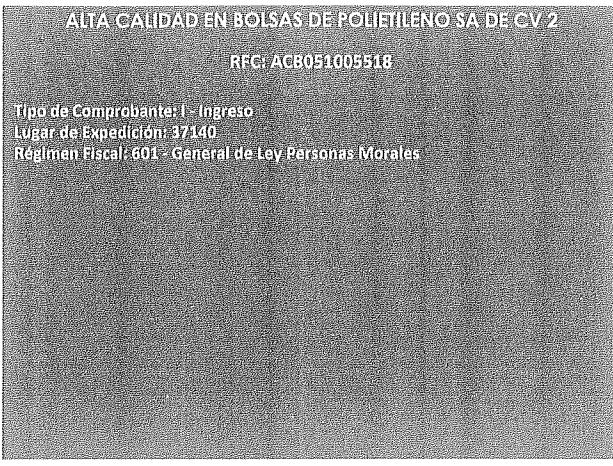 ALTA CALIDAD EN BOLSAS DE POLIETILENO SA DE CV 2
RFC: ACB051005518
Tipo de Comprobante: I - Ingreso
Lugar de Expedición: 37140
Régimen Fiscal: 601 - General de Ley Personas Morales